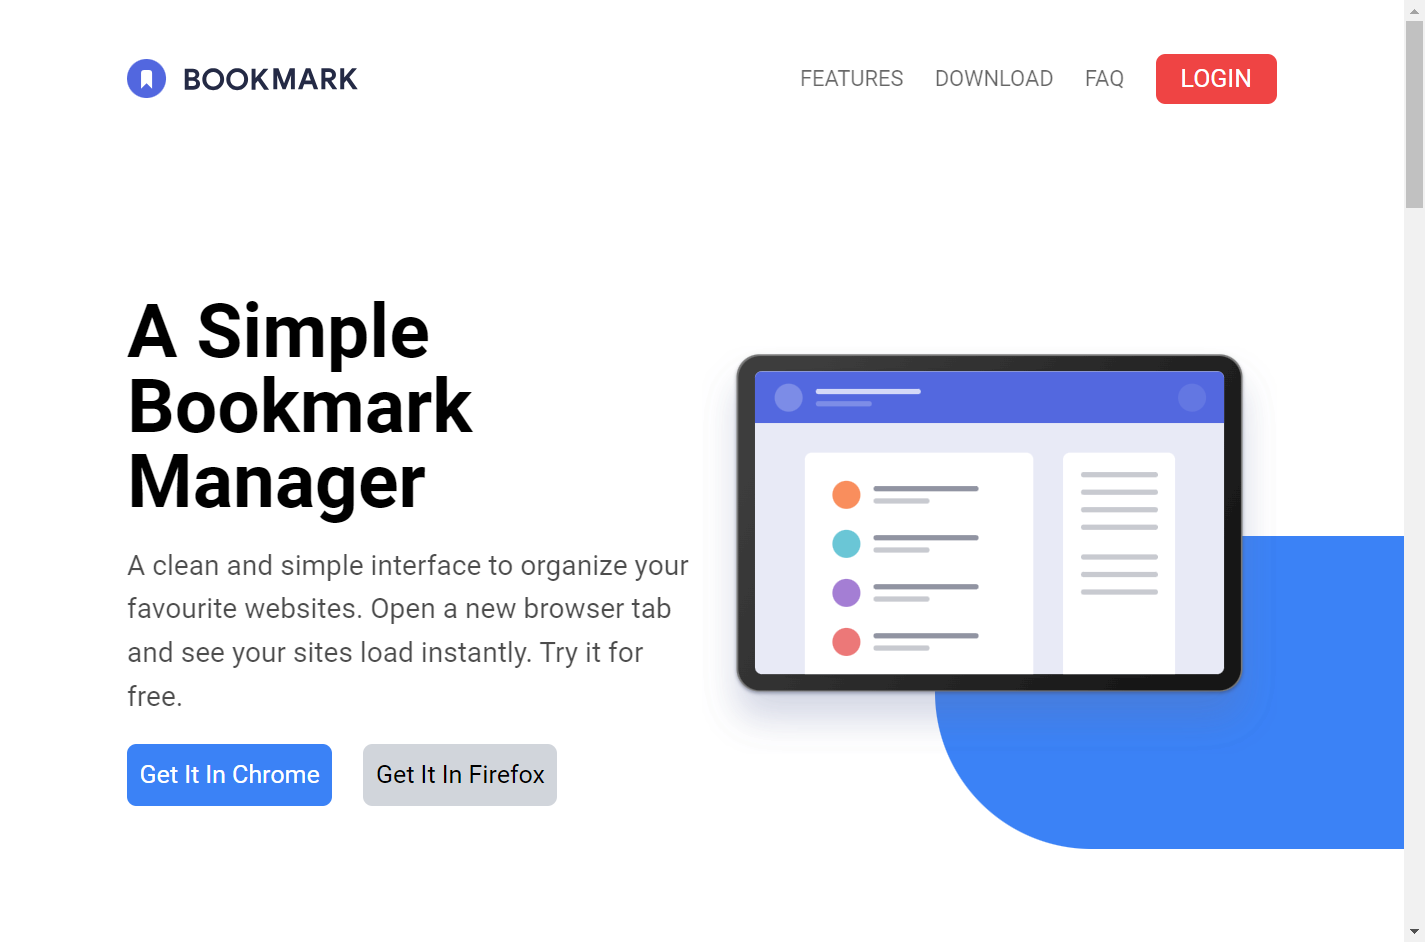 BOOKMARK
FEATURES DOWNLOAD FAQ LOGIN
A Simple
Bookmark
Manager
A clean and simple interface to organize your
favourite websites. Open a new browser tab
and see your sites load instantly. Try it for
free.
Get It In Chrome Get It In Firefox